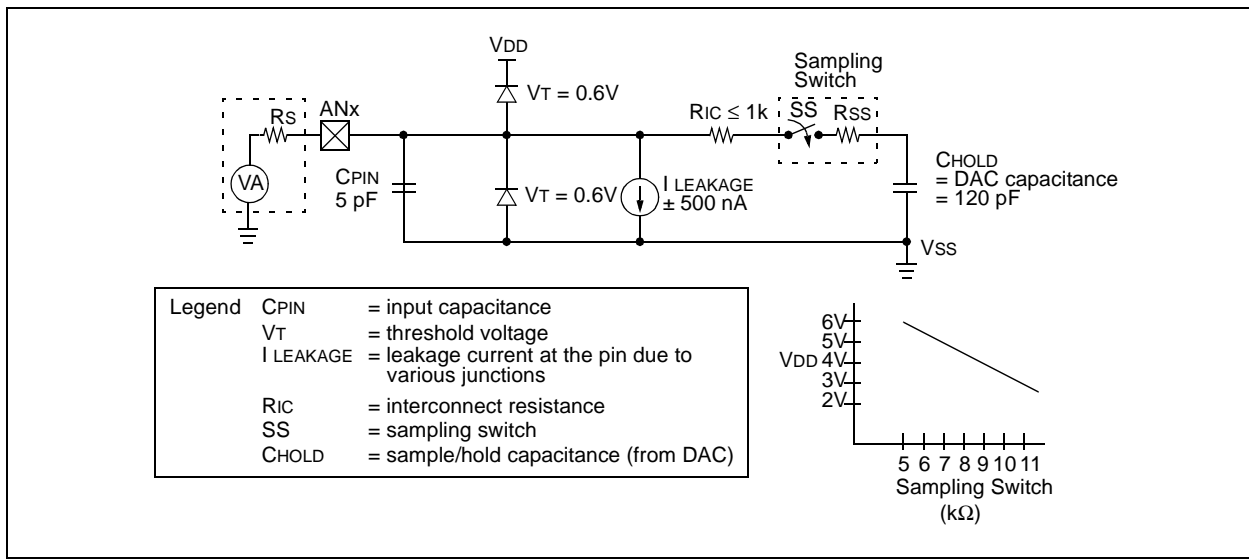 VDD
VT = 0.6V
ANx
RS
VA
CPIN
5 pF
VT = 0.6V
I LEAKAGE
± 500 nA
RIC ≤ 1k
Sampling
Switch
SS
RSS
CHOLD
= DAC capacitance
= 120 pF
VSS
Legend CPIN = input capacitance
VT = threshold voltage
I LEAKAGE = leakage current at the pin due to
various junctions
RIC = interconnect resistance
SS = sampling switch
CHOLD = sample/hold capacitance (from DAC)
6V
5V
VDD 4V
3V
2V
5 6 7 8 9 10 11
Sampling Switch
(kΩ)